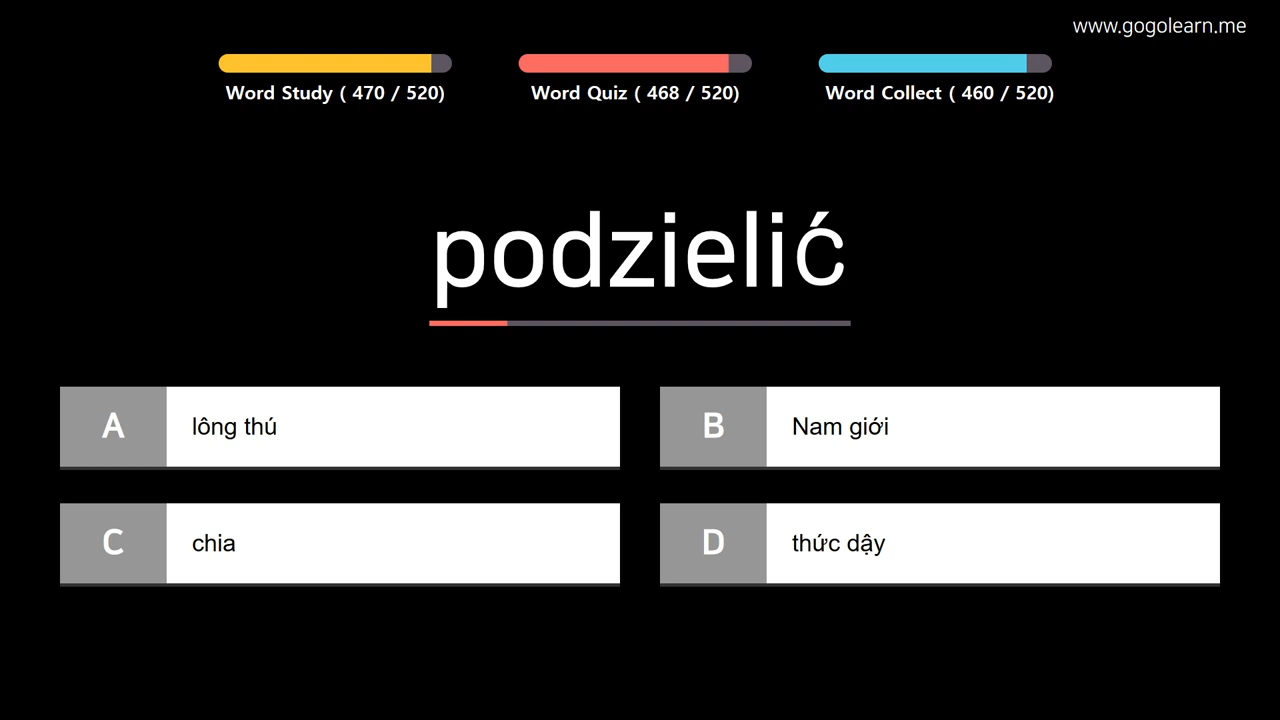 www.gogolearn.me
Word Study ( 470 / 520)
Word Quiz ( 468 / 520)
Word Collect ( 460 / 520)
podzielić
A lông thú
B Nam giới
C chia
D thức dậy